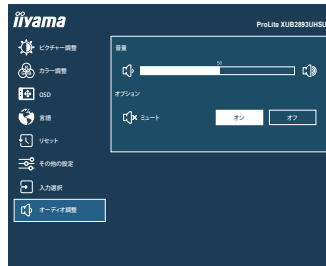 iiyama
ProLite XUB2893UHSU
ピクチャー調整
カラー調整
OSD
言語
リセット
その他の設定
入力選択
オーディオ調整
音量
50
オプション
ミュート
オン
オフ